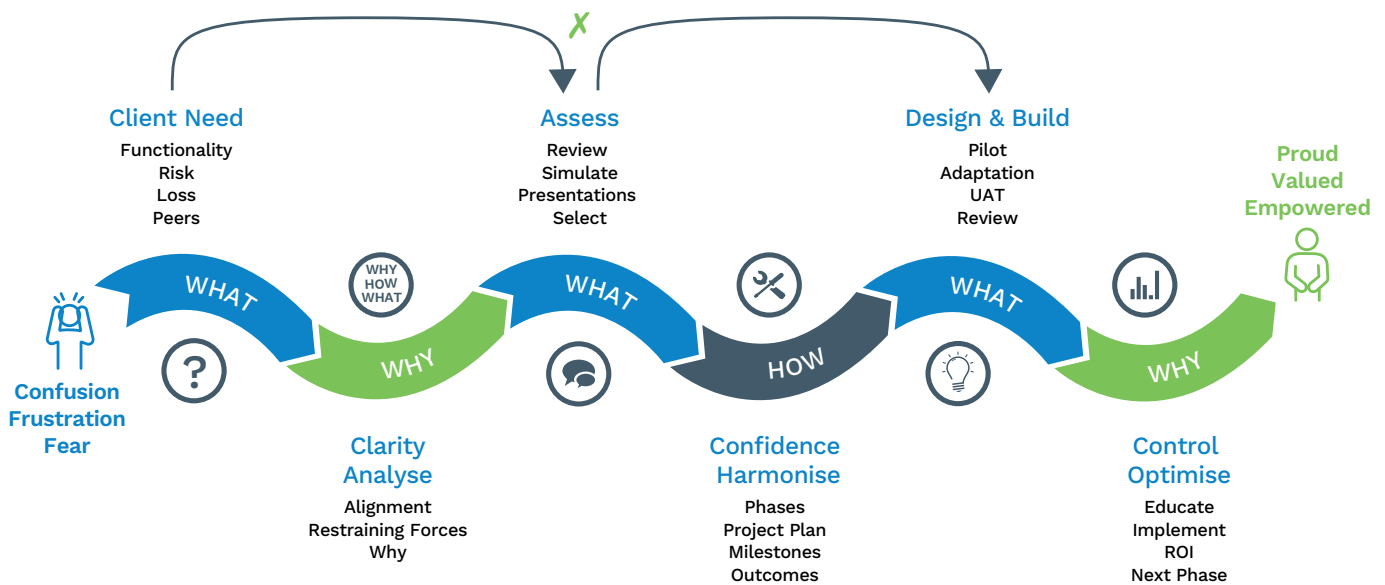 ✗
Client Need
Functionality
Risk
Loss
Peers
Assess
Review
Simulate
Presentations
Select
Design & Build
Pilot
Adaptation
UAT
Review
Proud
Valued
Empowered
WHAT
WHY
HOW
WHAT
WHAT
WHAT
?
WHY
HOW
WHY
Confusion
Frustration
Fear
Clarity
Analyse
Alignment
Restraining Forces
Why
Confidence
Harmonise
Phases
Project Plan
Milestones
Outcomes
Control
Optimise
Educate
Implement
ROI
Next Phase